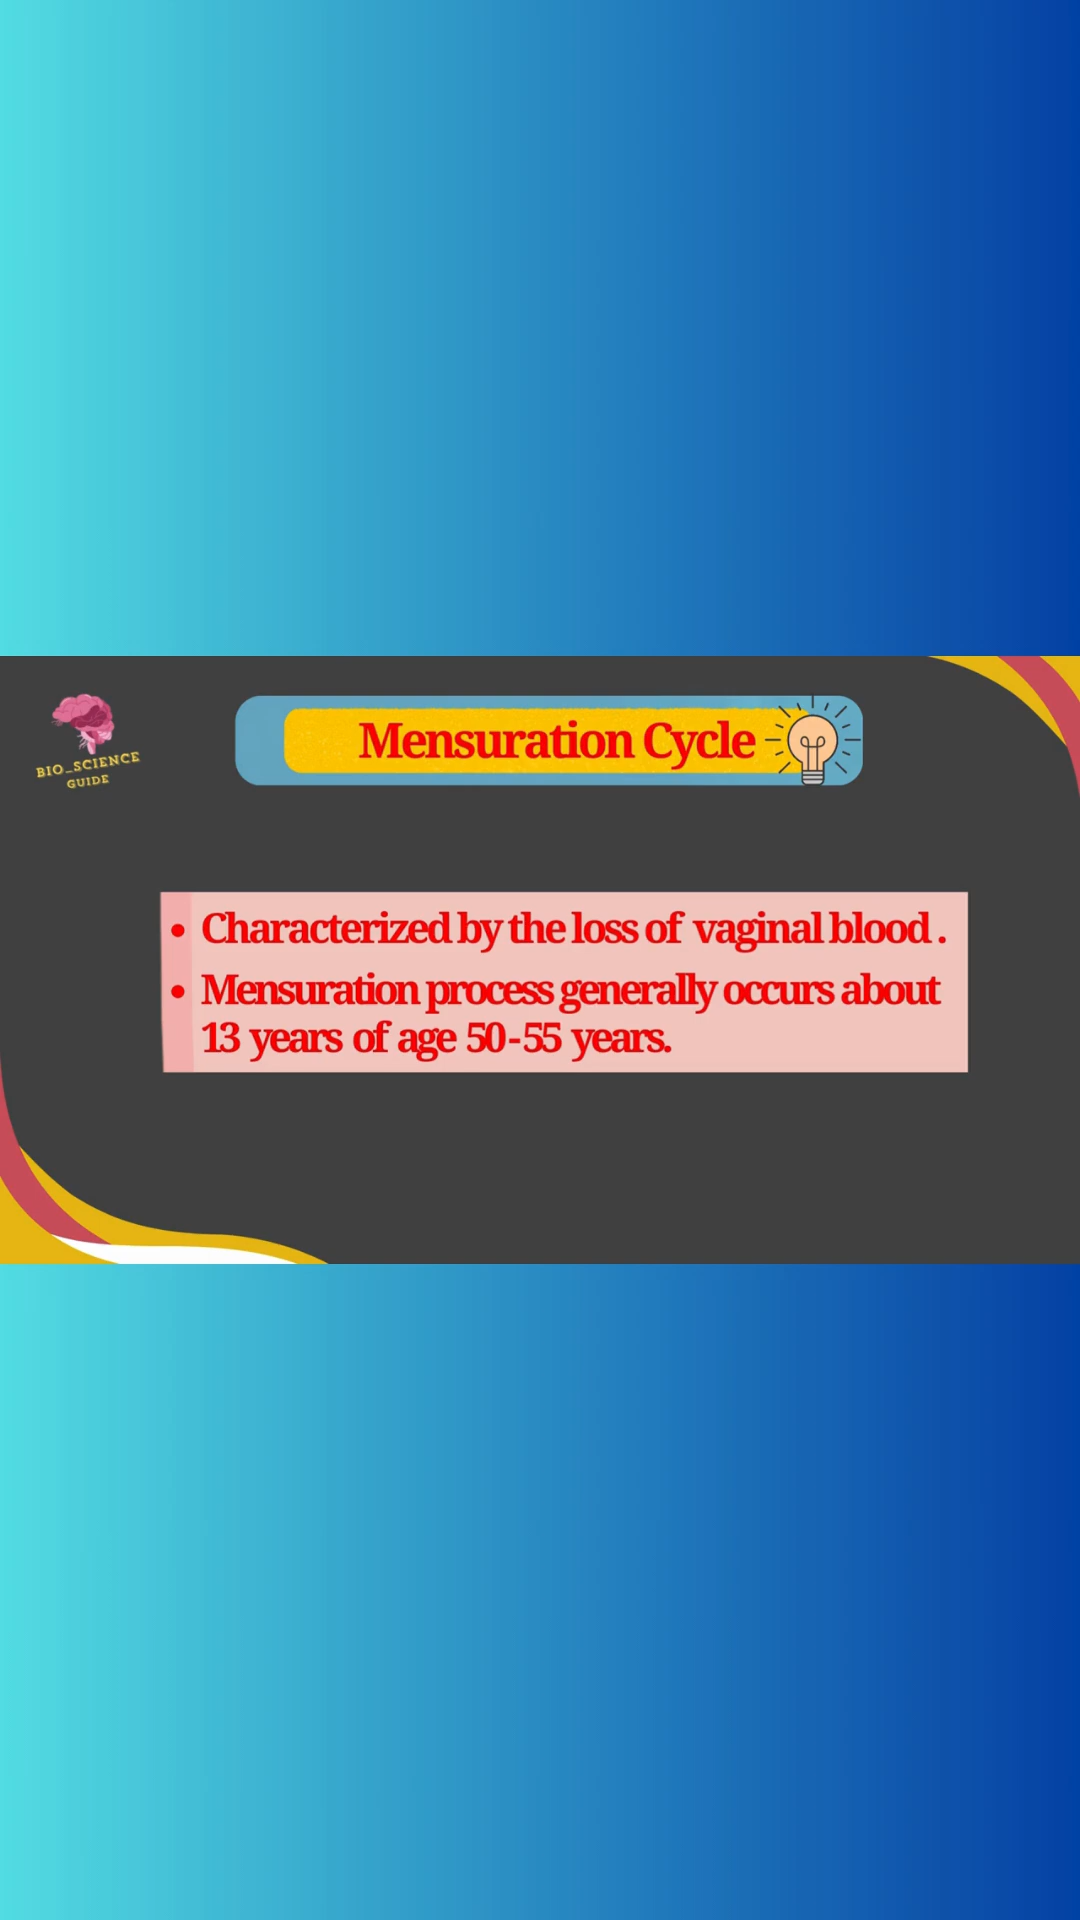 BIO_SCIENCE
GUIDE
Mensuration Cycle
• Characterized by the loss of vaginal blood .
• Mensuration process generally occurs about
13 years of age 50-55 years.